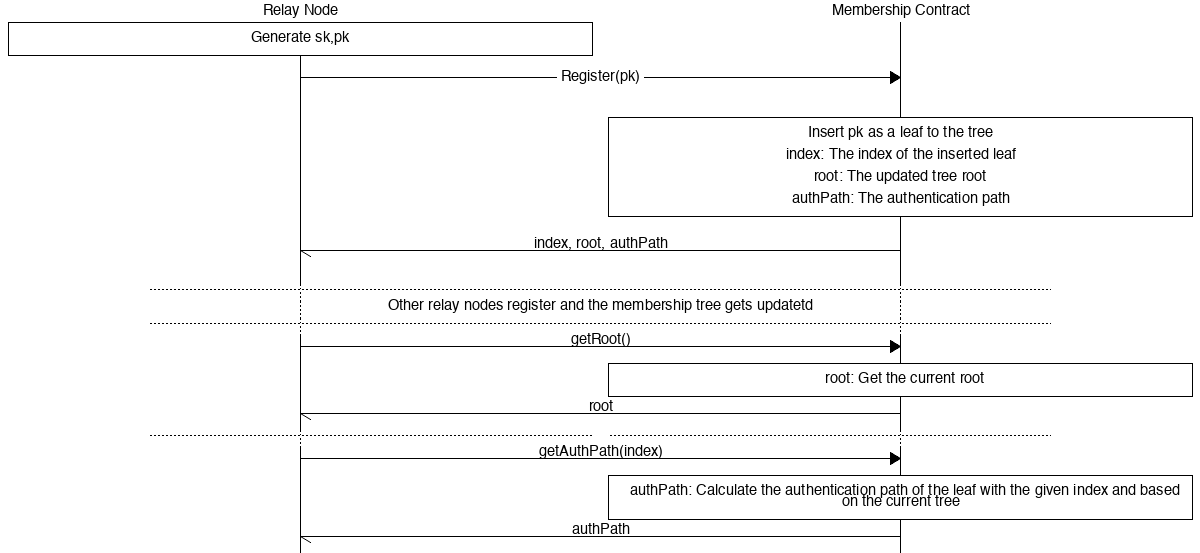 Relay Node
Membership Contract
Generate sk,pk
Register(pk)
Insert pk as a leaf to the tree
index: The index of the inserted leaf
root: The updated tree root
authPath: The authentication path
index, root, authPath
Other relay nodes register and the membership tree gets updatetd
getRoot()
root: Get the current root
root
getAuthPath(index)
authPath: Calculate the authentication path of the leaf with the given index and based
on the current tree
authPath